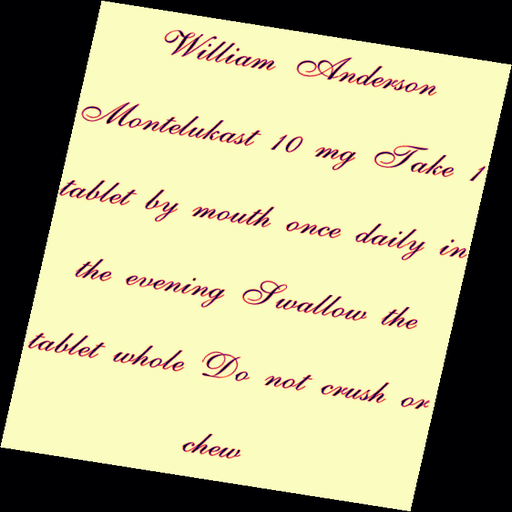 William Anderson
Montelukast 10 mg Take 1
tablet by mouth once daily in
the evening Swallow the
tablet whole Do not crush or
chew